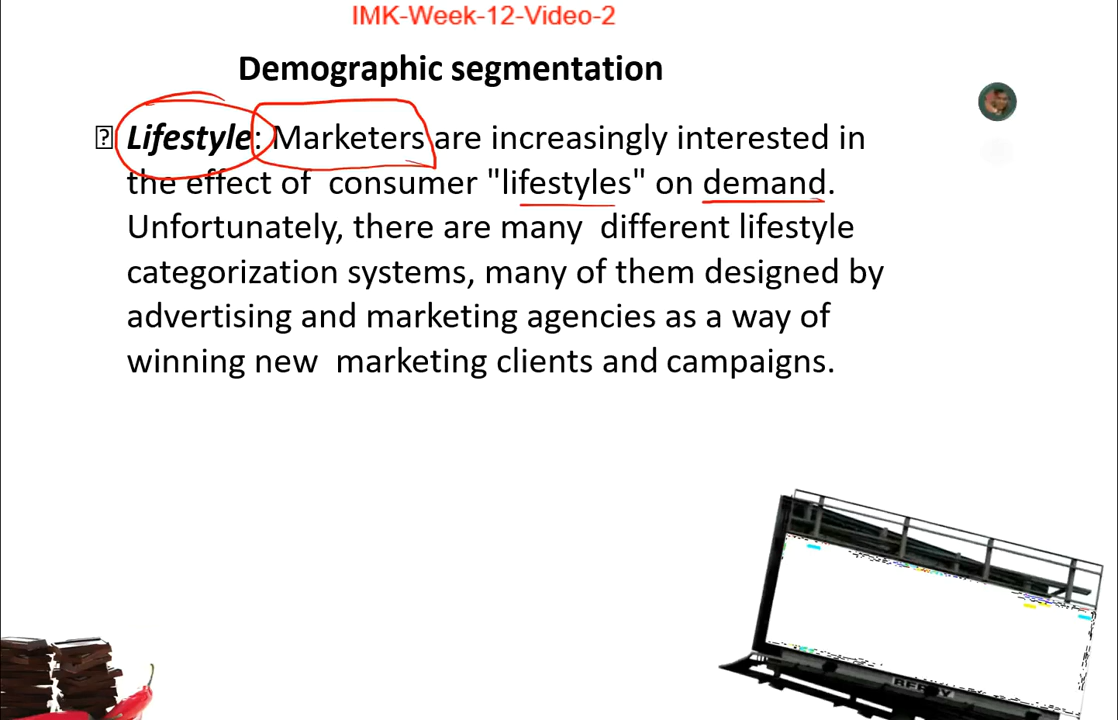 IMK-Week-12-Video-2
Demographic segmentation
Lifestyle: Marketers are increasingly interested in
the effect of consumer "lifestyles" on demand.
Unfortunately, there are many different lifestyle
categorization systems, many of them designed by
advertising and marketing agencies as a way of
winning new marketing clients and campaigns.